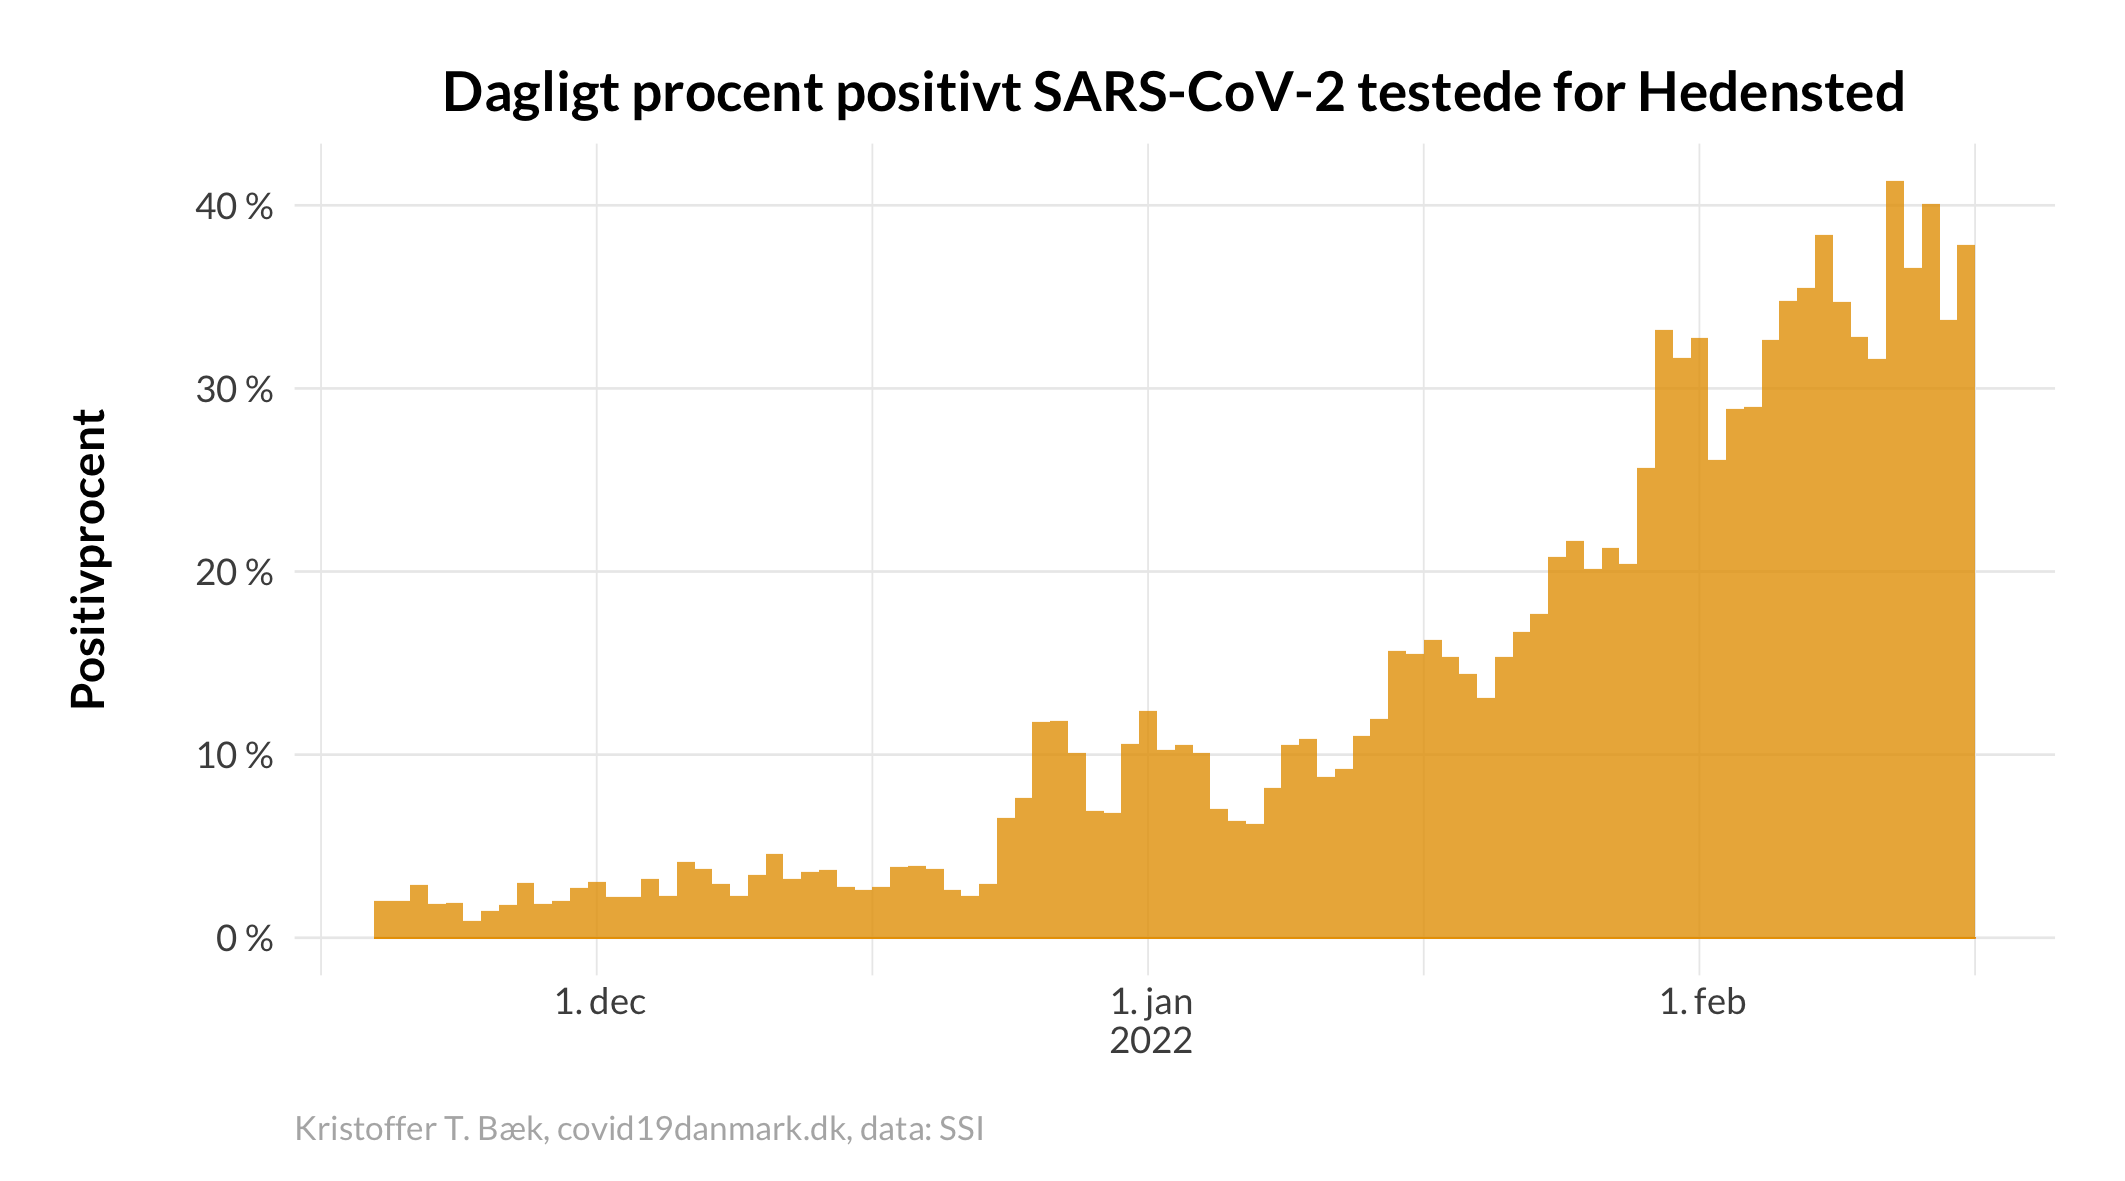 Dagligt procent positivt SARS-CoV-2 testede for Hedensted
Positivprocent
40 %
30 %
20 %
10 %
0 %
1. dec
1. jan
2022
1. feb
Kristoffer T. Bæk, covid19danmark.dk, data: SSI